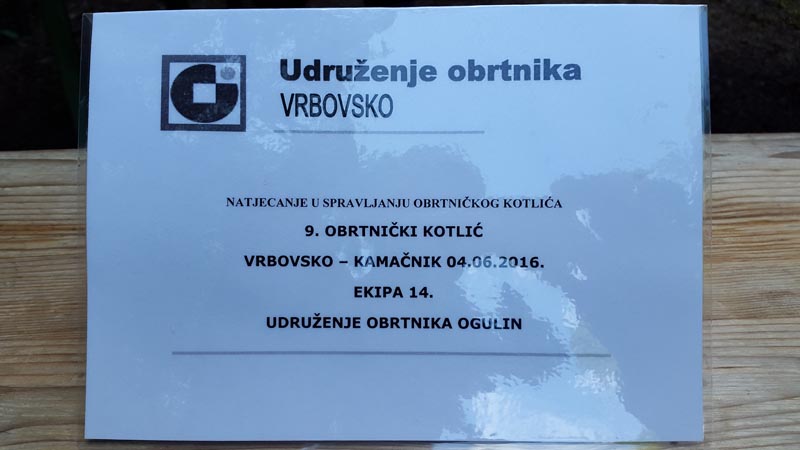 Udruženje obrtnika
VRBOVSKO
NATJECANJE U SPRAVLJANJU OBRTNIČKOG KOTLIĆA
9. OBRTNIČKI KOTLIĆ
VRBOVSKO – KAMAČNIK 04.06.2016.
EKIPA 14.
UDRUŽENJE OBRTNIKA OGULIN